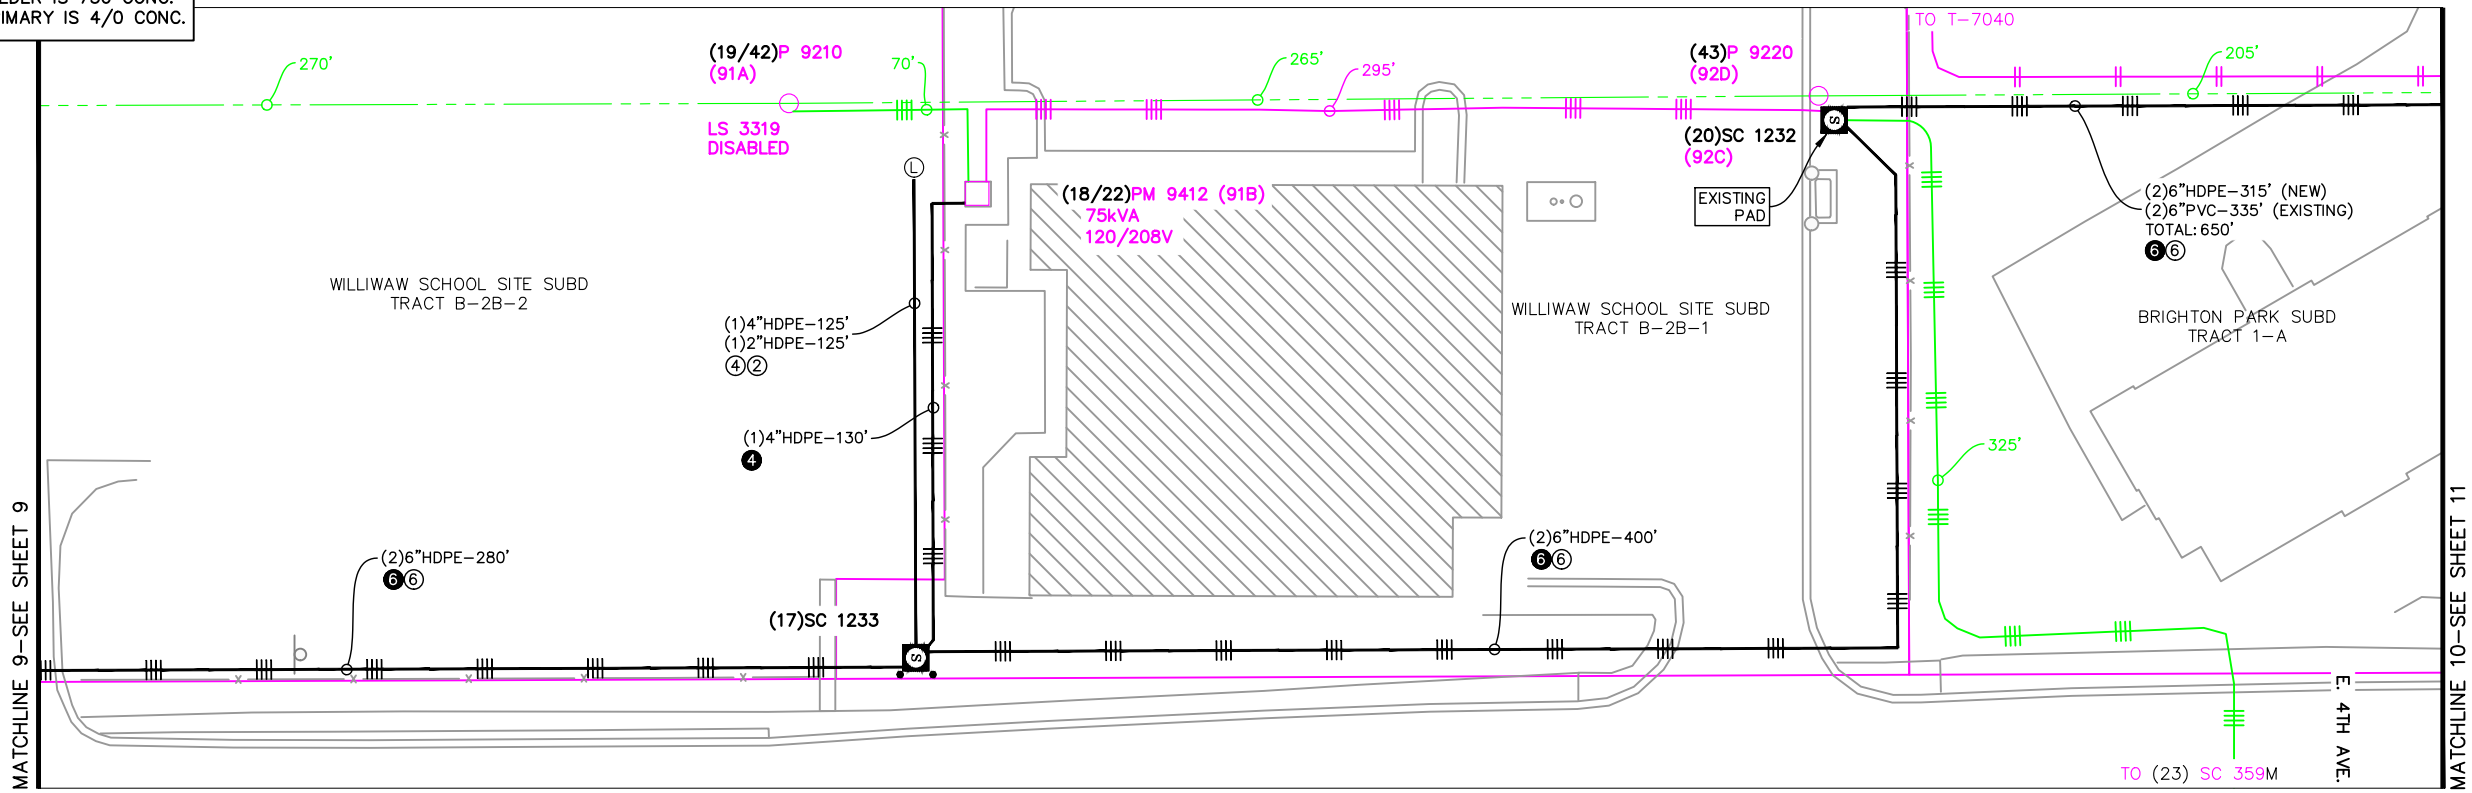 PRIMARY IS 4/0 CONC.
TO T-7040
270'
(19/42)P 9210
(91A)
70'
265'
295'
(43)P 9220
(92D)
205'
LS 3319
DISABLED
(20)SC 1232
(92C)
L
S
EXISTING
PAD
(18/22)PM 9412 (91B)
75kVA
120/208V
(2)6"HDPE-315' (NEW)
(2)6"PVC-335' (EXISTING)
TOTAL:650'
6 6
WILLIWAW SCHOOL SITE SUBD
TRACT B-2B-2
WILLIWAW SCHOOL SITE SUBD
TRACT B-2B-1
BRIGHTON PARK SUBD
TRACT 1-A
(1)4"HDPE-125'
(1)2"HDPE-125'
4 2
(1)4"HDPE-130'
4
325'
(2)6"HDPE-280'
6 6
(2)6"HDPE-400'
6 6
(17)SC 1233
S
E. 4TH AVE.
TO (23) SC 359M
MATCHLINE 9-SEE SHEET 9
MATCHLINE 10-SEE SHEET 11